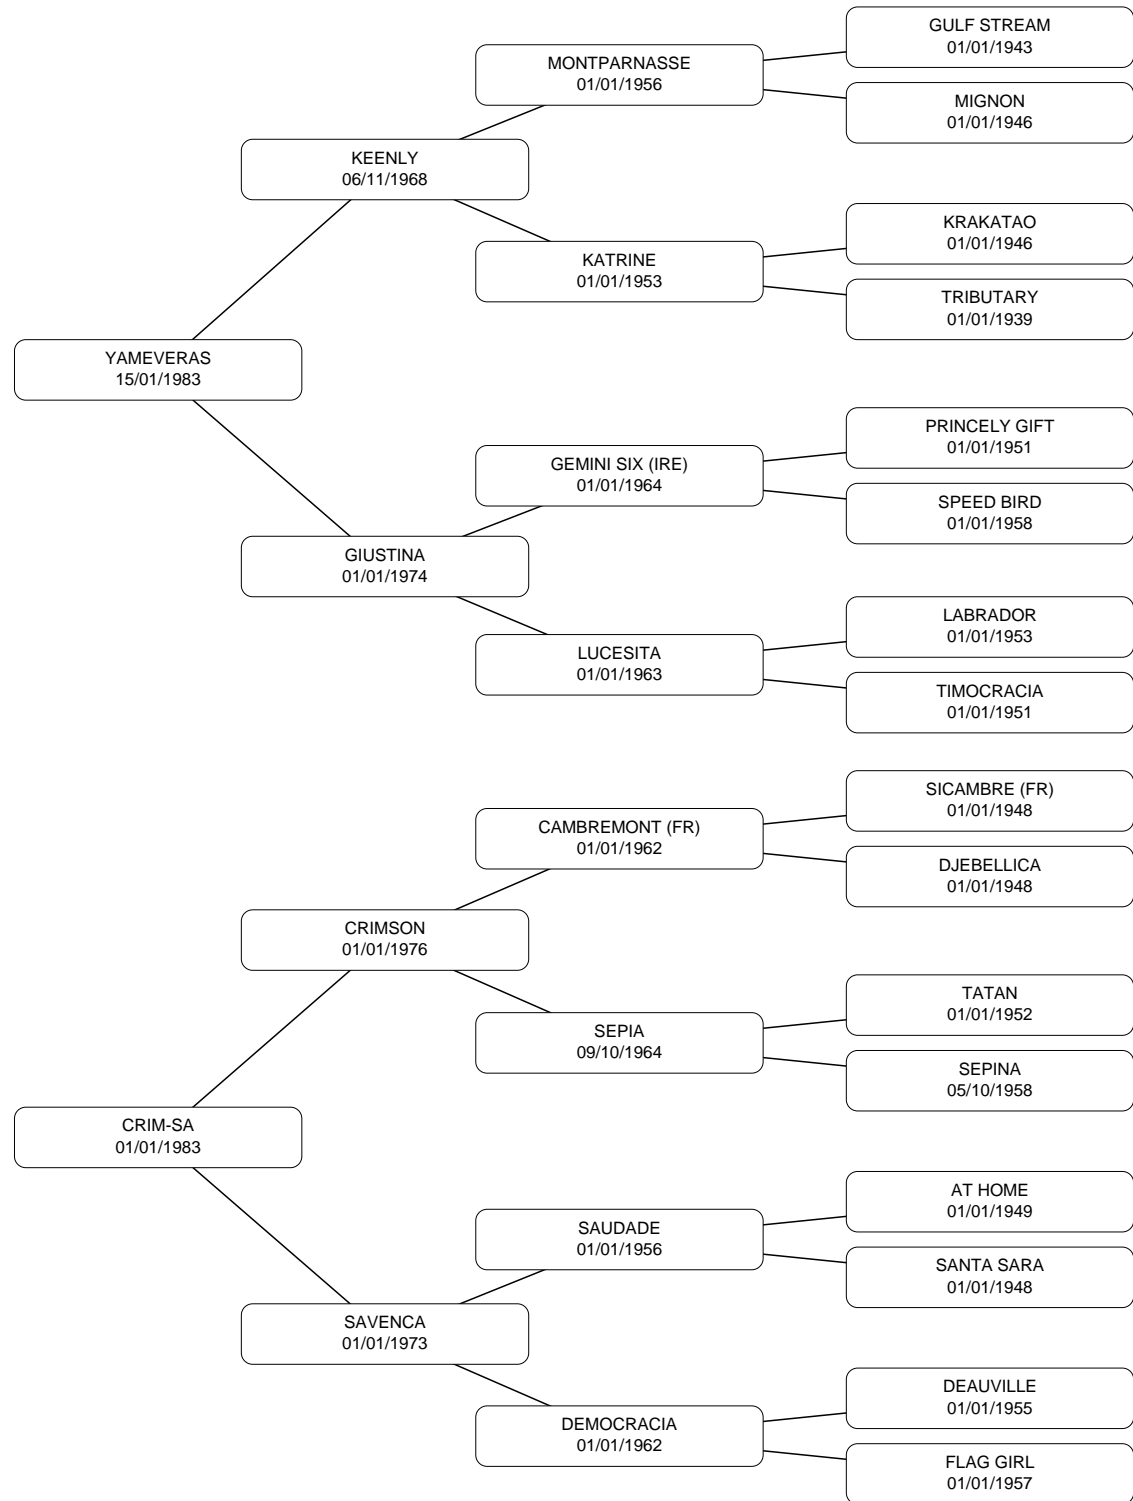 GULF STREAM
01/01/1943
MONTPARNASSE
01/01/1956
MIGNON
01/01/1946
KEENLY
06/11/1968
KRAKATAO
01/01/1946
KATRINE
01/01/1953
TRIBUTARY
01/01/1939
YAMEVERAS
15/01/1983
PRINCELY GIFT
01/01/1951
GEMINI SIX (IRE)
01/01/1964
SPEED BIRD
01/01/1958
GIUSTINA
01/01/1974
LABRADOR
01/01/1953
LUCESITA
01/01/1963
TIMOCRACIA
01/01/1951
SICAMBRE (FR)
01/01/1948
CAMBREMONT (FR)
01/01/1962
DJEBELLICA
01/01/1948
CRIMSON
01/01/1976
TATAN
01/01/1952
SEPIA
09/10/1964
SEPINA
05/10/1958
CRIM-SA
01/01/1983
AT HOME
01/01/1949
SAUDADE
01/01/1956
SANTA SARA
01/01/1948
SAVENCA
01/01/1973
DEAUVILLE
01/01/1955
DEMOCRACIA
01/01/1962
FLAG GIRL
01/01/1957